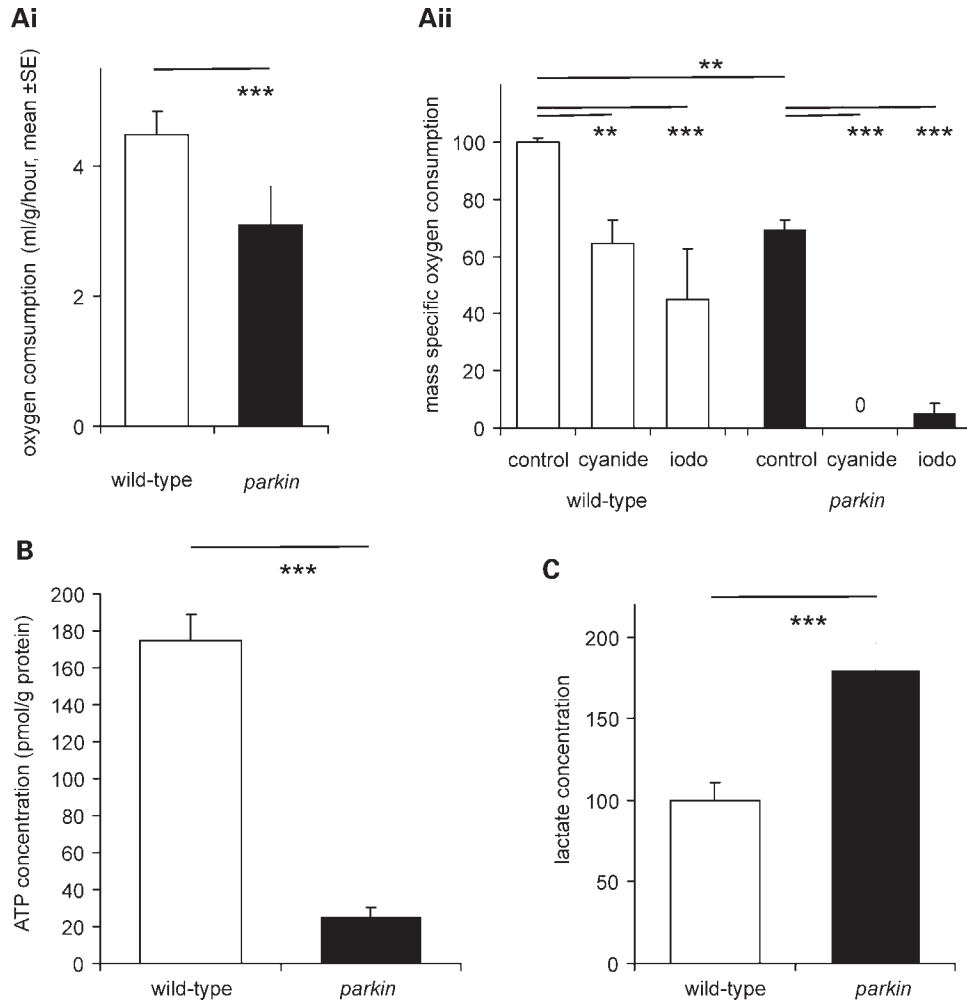 Ai
oxygen comsumption (ml/g/hour, mean ±SE)
4
2
0
***
wild-type
parkin
Aii
mass specific oxygen consumption
100
80
60
40
20
0
**
**
***
***
***
0
control cyanide iodo
control cyanide iodo
wild-type
parkin
B
ATP concentration (pmol/g protein)
200
180
160
140
120
100
80
60
40
20
0
***
wild-type
parkin
C
lactate concentration
200
150
100
50
0
***
wild-type
parkin